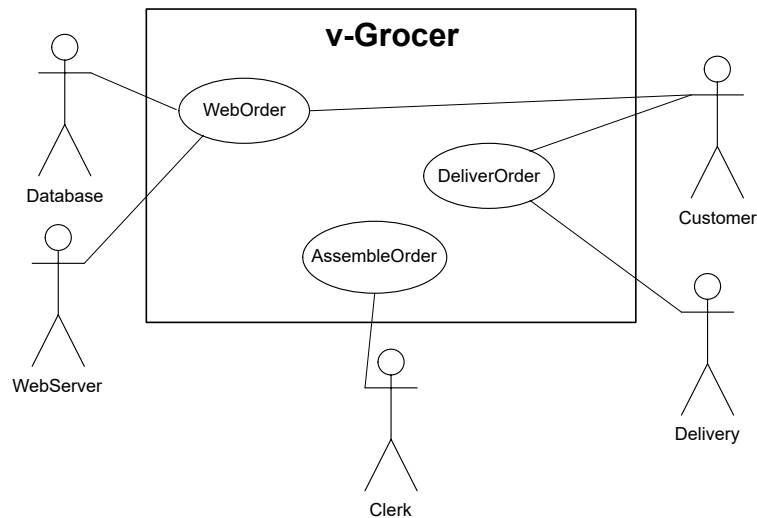 v-Grocer
WebOrder
DeliverOrder
Database
Customer
AssembleOrder
WebServer
Delivery
Clerk